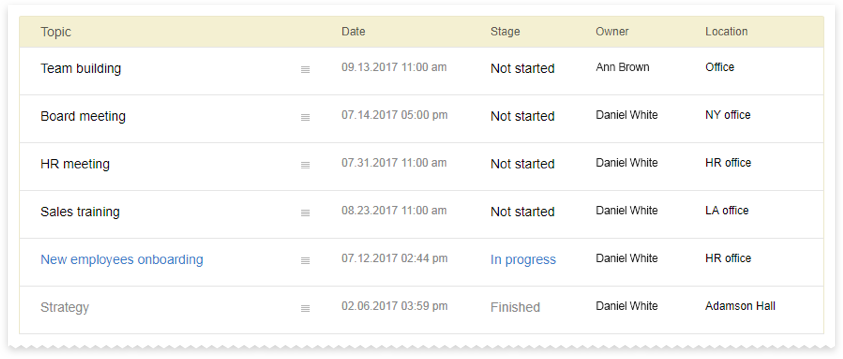 Topic Date Stage Owner Location
Team building 09.13.2017 11:00 am Not started Ann Brown Office
Board meeting 07.14.2017 05:00 pm Not started Daniel White NY office
HR meeting 07.31.2017 11:00 am Not started Daniel White HR office
Sales training 08.23.2017 11:00 am Not started Daniel White LA office
New employees onboarding 07.12.2017 02:44 pm In progress Daniel White HR office
Strategy 02.06.2017 03:59 pm Finished Daniel White Adamson Hall